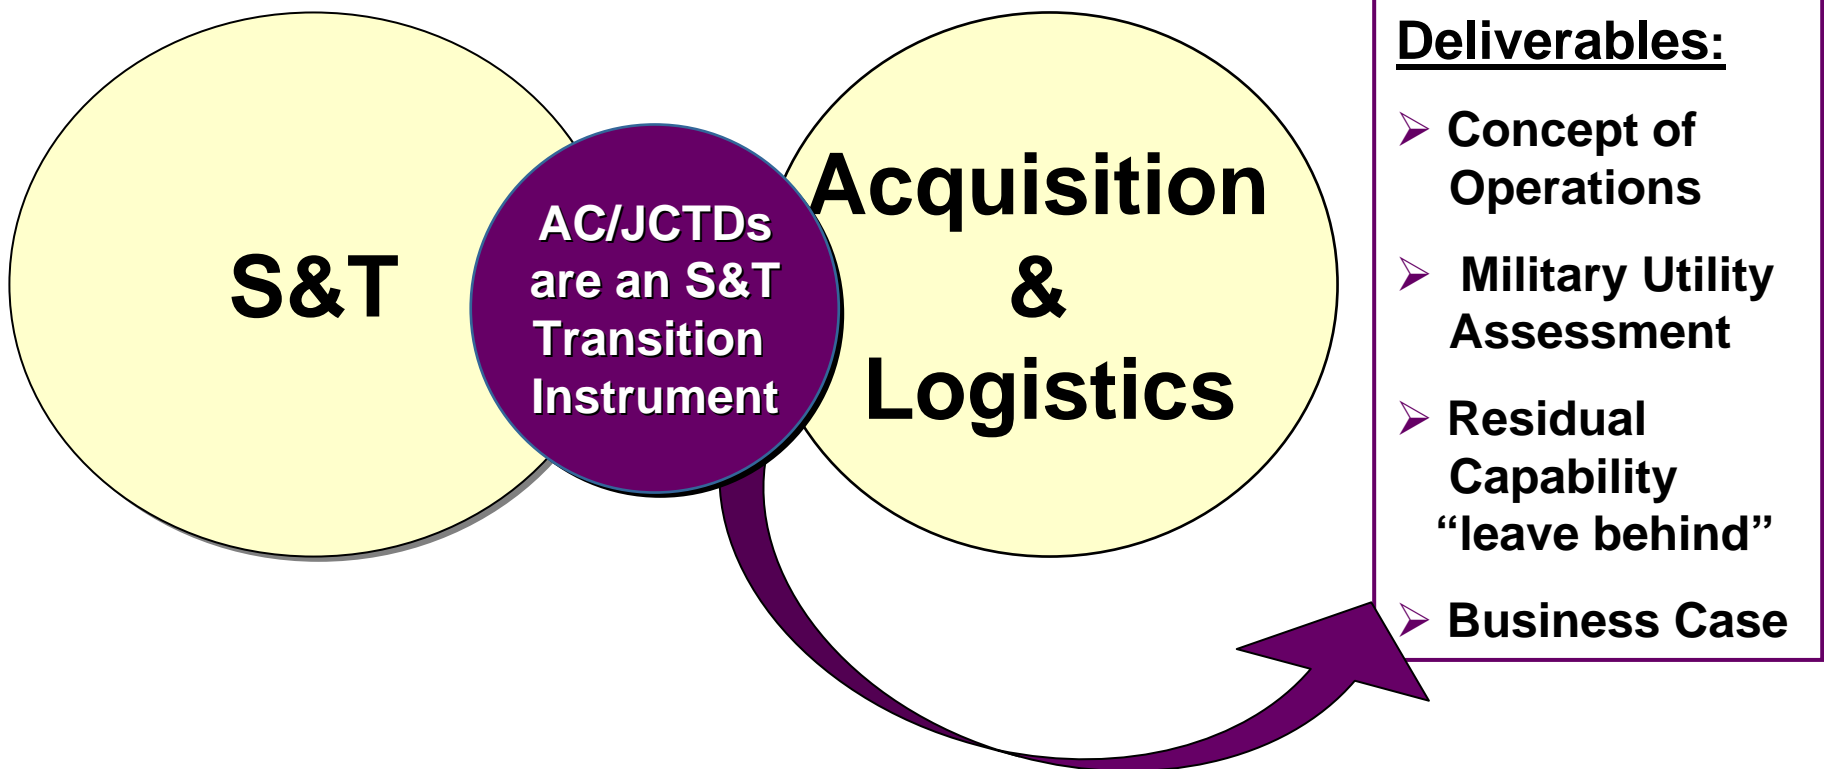 S&T
AC/JCTDs
are an S&T
Transition
Instrument
Acquisition
&
Logistics
Deliverables:
➢ Concept of
Operations
➢ Military Utility
Assessment
➢ Residual
Capability
“leave behind”
➢ Business Case